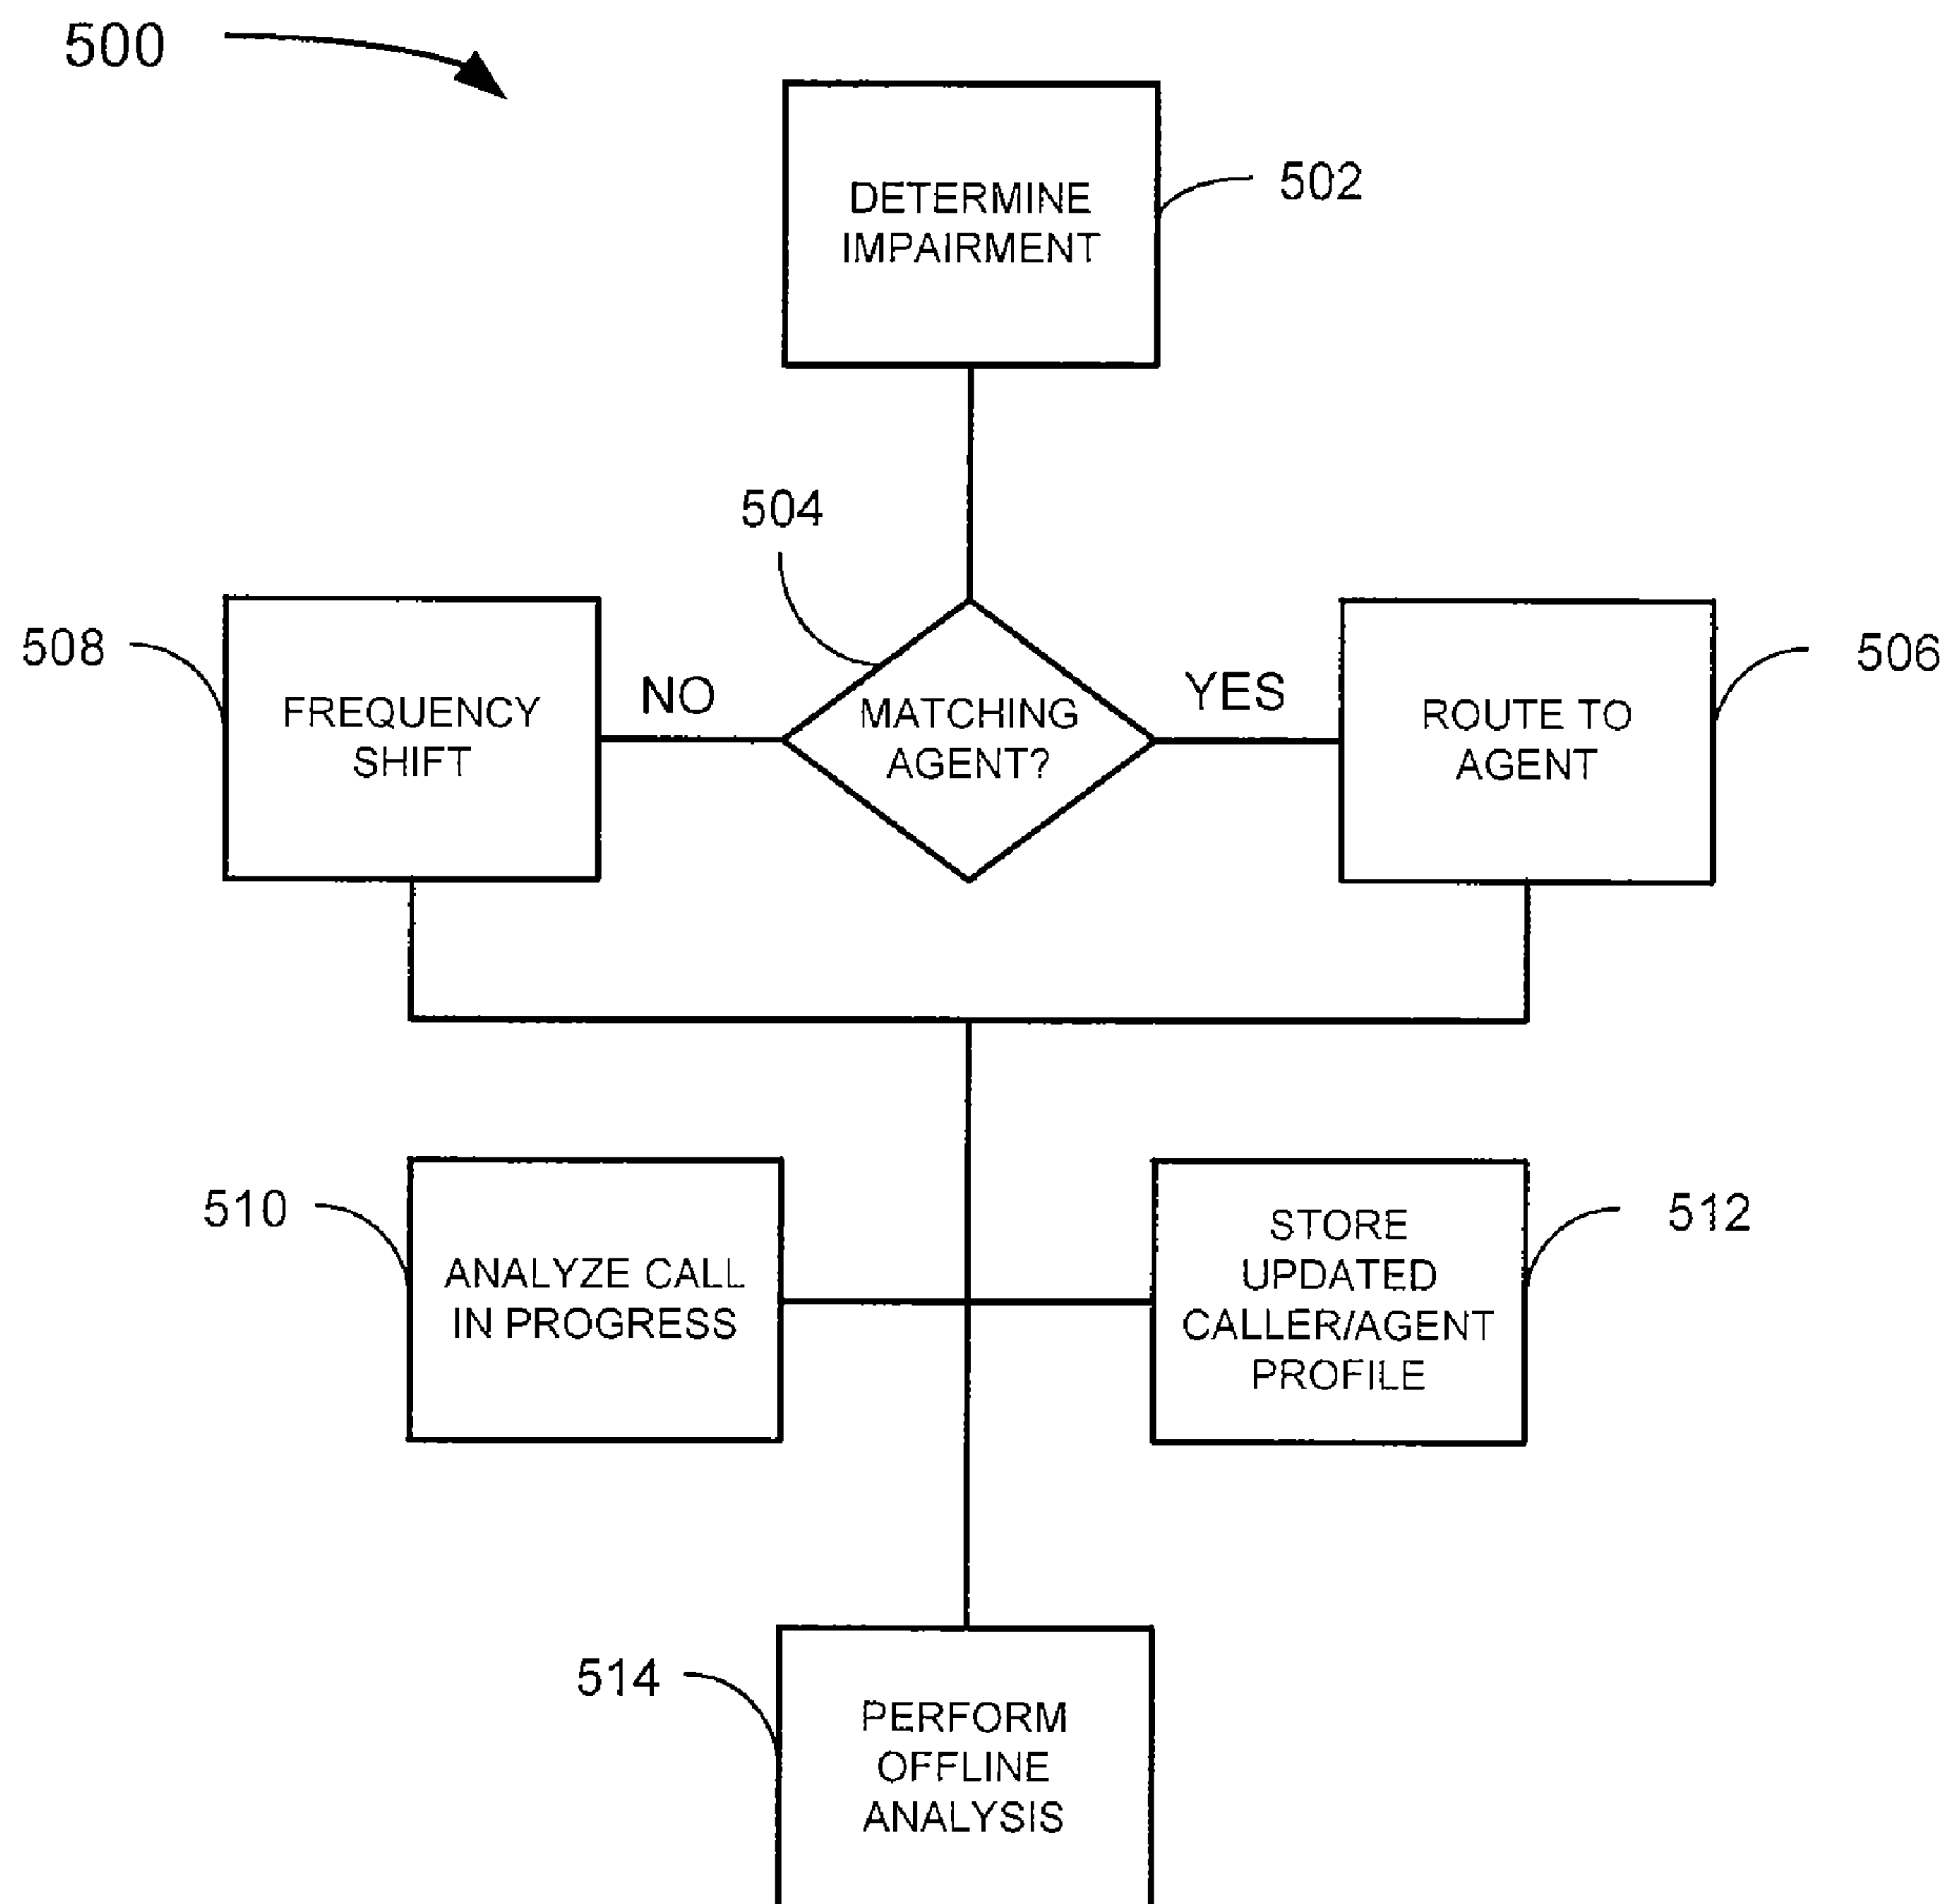 500
DETERMINE
IMPAIRMENT
502
504
508
FREQUENCY
SHIFT
NO
MATCHING
AGENT?
YES
ROUTE TO
AGENT
506
510
ANALYZE CALL
IN PROGRESS
STORE
UPDATED
CALLER/AGENT
PROFILE
512
514
PERFORM
OFFLINE
ANALYSIS